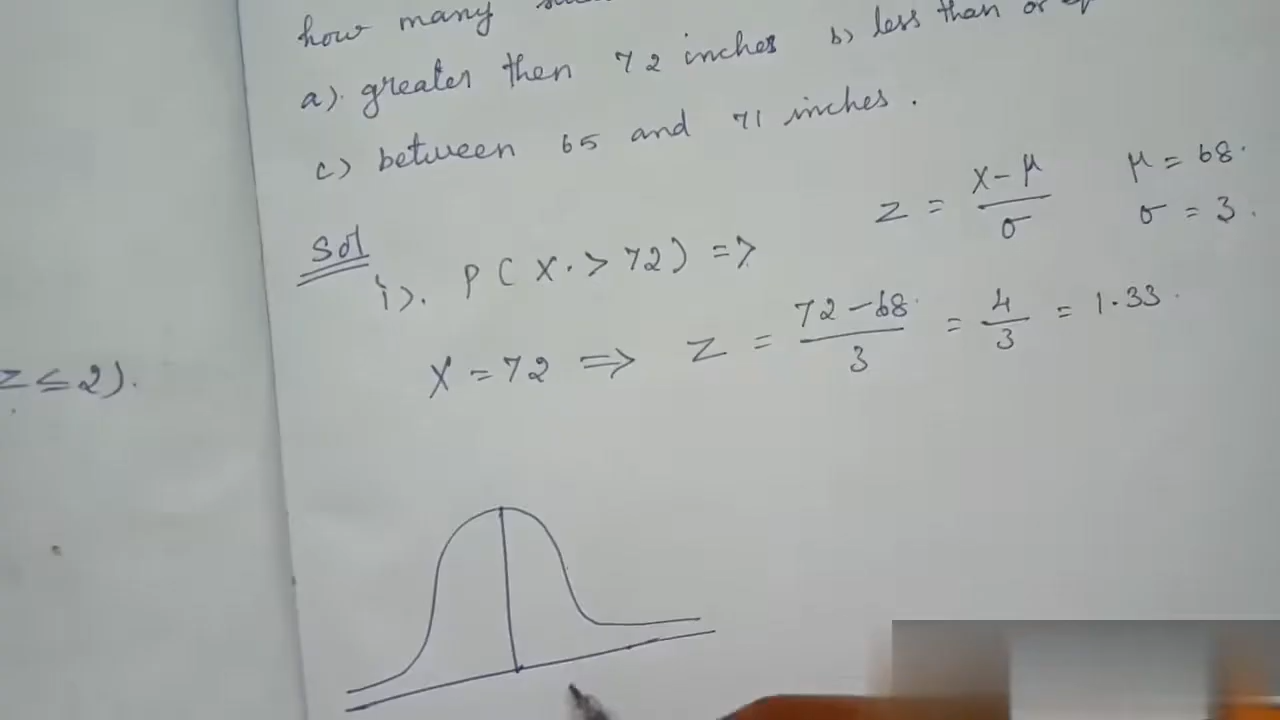 how many
a). greater then 72 inches b) less than or
c) between 65 and 71 inches.
Sol
z = X-μ/σ μ = 68.
σ = 3.
i). P(X.>72) =>
X = 72 => Z = 72-68/3 = 4/3 = 1.33.
z ≤ 2).